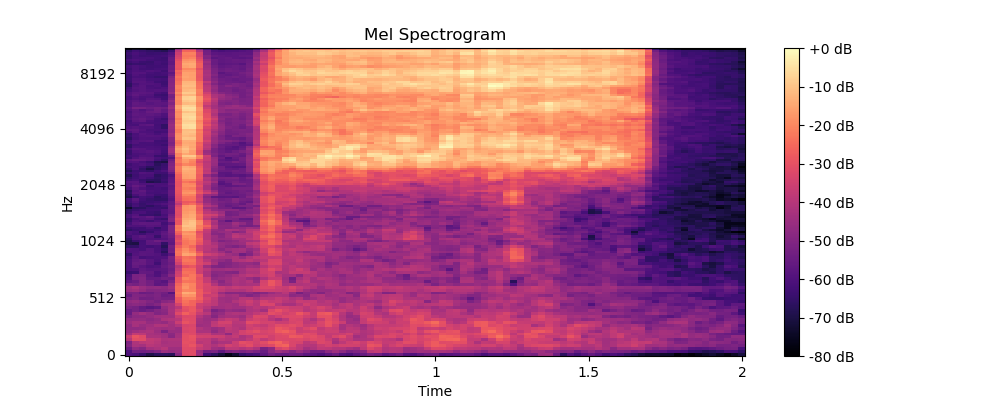 Mel Spectrogram
Hz
8192
4096
2048
1024
512
0
0 0.5 1 1.5 2
Time
+0 dB
-10 dB
-20 dB
-30 dB
-40 dB
-50 dB
-60 dB
-70 dB
-80 dB